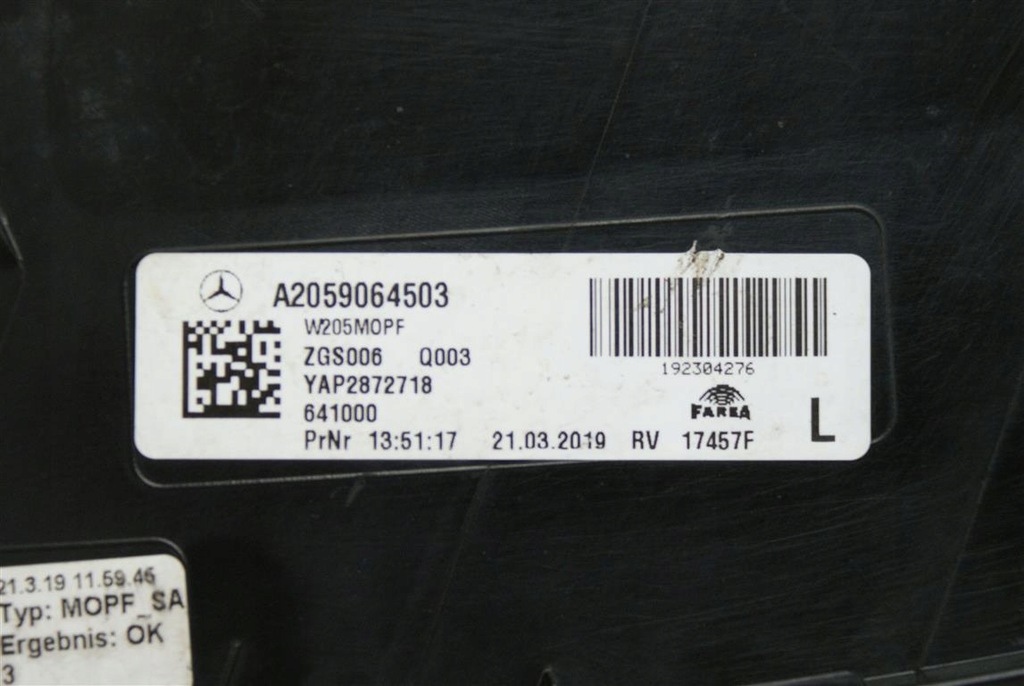 A2059064503
W205MOPF
ZGS006 Q003
YAP2872718
641000
PrNr 13:51:17 21.03.2019 RV 17457F
192304276
FAREA
L
21.3.19 11.59.46
Typ: MOPF_SA
Ergebnis: OK
3